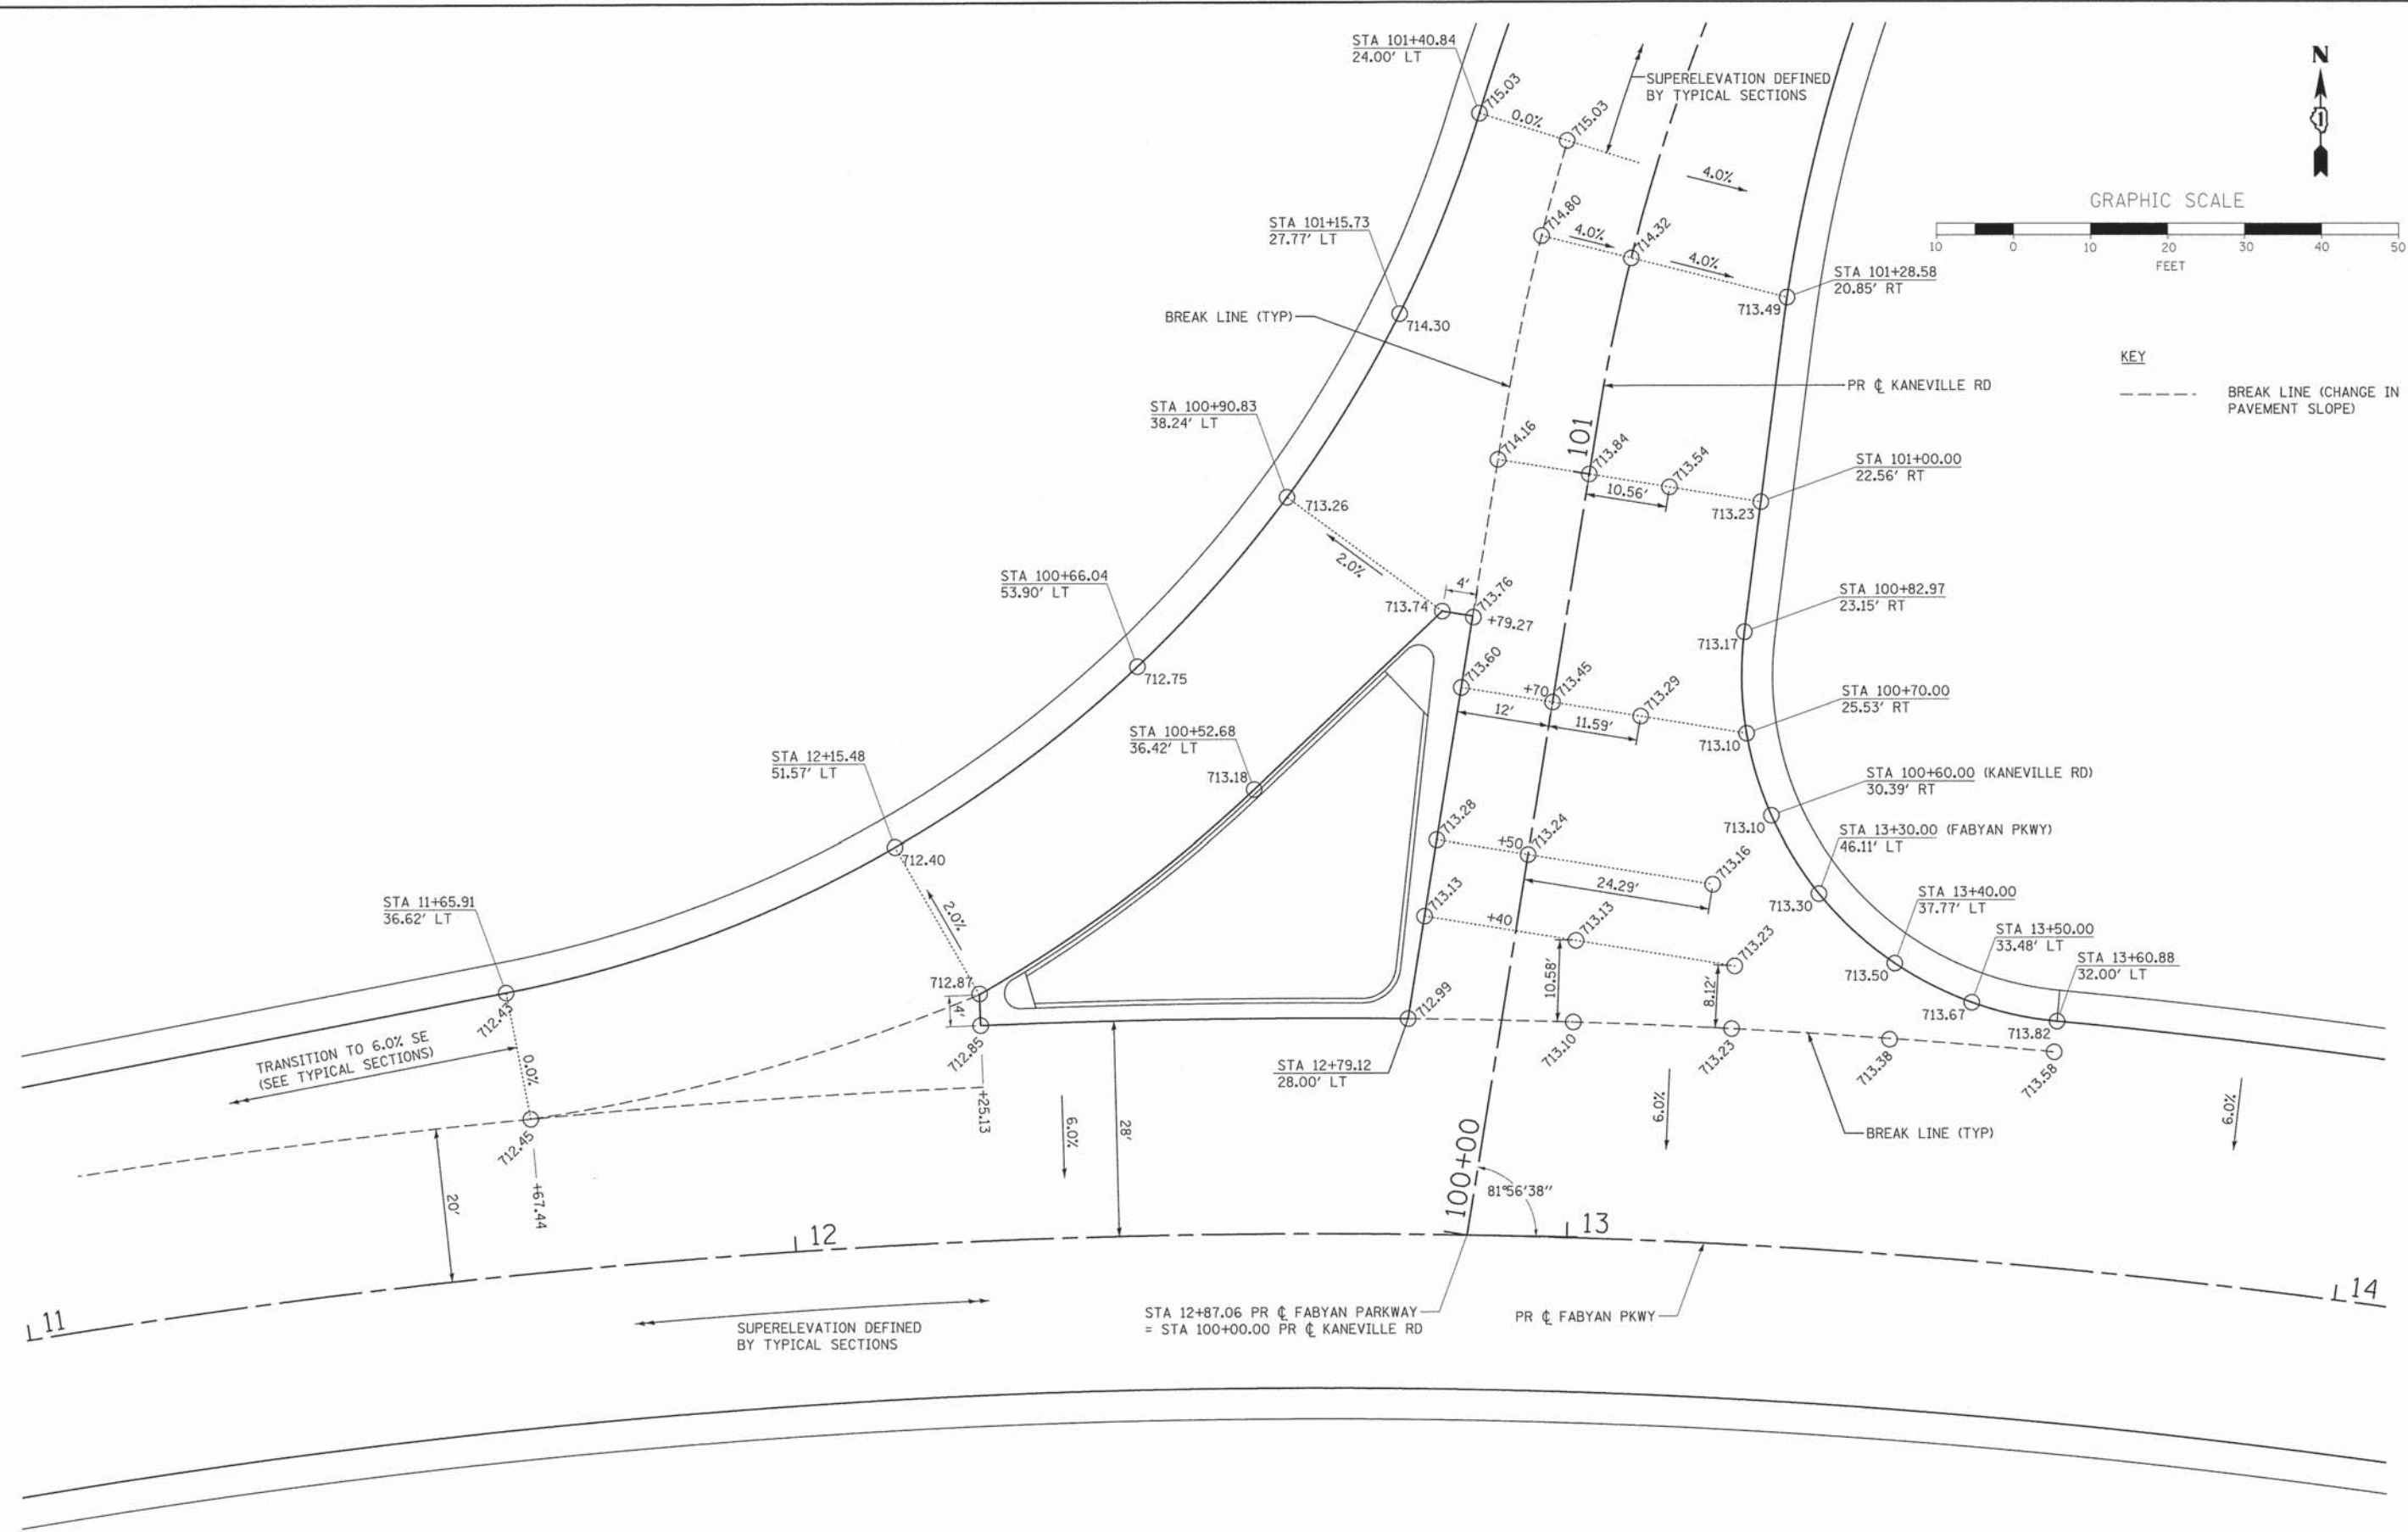 STA 101+40.84
24.00' LT
715.03
0.0%
715.03
SUPERELEVATION DEFINED
BY TYPICAL SECTIONS
N
4.0%
GRAPHIC SCALE
10 0 10 20 30 40 50
FEET
STA 101+15.73
27.77' LT
714.80
4.0%
714.32
4.0%
STA 101+28.58
20.85' RT
713.49
BREAK LINE (TYP)
714.30
KEY
BREAK LINE (CHANGE IN
PAVEMENT SLOPE)
PR ℄ KANEVILLE RD
STA 100+90.83
38.24' LT
713.26
714.16
101
713.84
713.54
10.56'
STA 101+00.00
22.56' RT
713.23
2.0%
STA 100+66.04
53.90' LT
712.75
4'
713.74
713.76
+79.27
STA 100+82.97
23.15' RT
713.17
713.60
+70
713.45
713.29
12'
11.59'
STA 100+70.00
25.53' RT
713.10
STA 100+52.68
36.42' LT
713.18
STA 12+15.48
51.57' LT
712.40
STA 100+60.00 (KANEVILLE RD)
30.39' RT
713.10
713.28
+50
713.24
713.16
24.29'
STA 13+30.00 (FABYAN PKWY)
46.11' LT
713.30
STA 11+65.91
36.62' LT
712.43
2.0%
713.13
+40
713.13
713.23
STA 13+40.00
37.77' LT
713.50
STA 13+50.00
33.48' LT
713.67
STA 13+60.88
32.00' LT
713.82
712.87
4'
712.85
712.99
10.58'
8.12'
713.10
713.23
713.38
713.58
TRANSITION TO 6.0% SE
(SEE TYPICAL SECTIONS)
0.0%
712.45
+67.44
20'
+25.13
6.0%
28'
STA 12+79.12
28.00' LT
6.0%
BREAK LINE (TYP)
6.0%
100+00
81°56'38"
11
12
13
14
SUPERELEVATION DEFINED
BY TYPICAL SECTIONS
STA 12+87.06 PR ℄ FABYAN PARKWAY
= STA 100+00.00 PR ℄ KANEVILLE RD
PR ℄ FABYAN PKWY